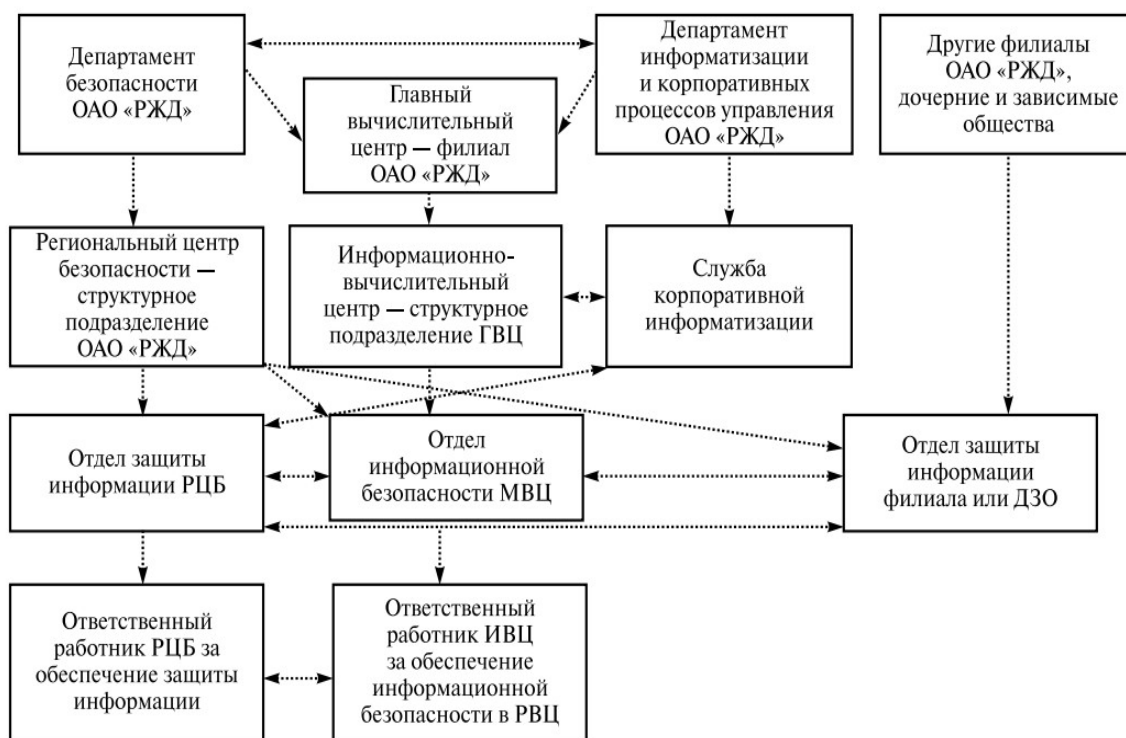 Департамент
безопасности
ОАО «РЖД»
Департамент
информатизации
и корпоративных
процессов управления
ОАО «РЖД»
Другие филиалы
ОАО «РЖД»,
дочерние и зависимые
общества
Главный
вычислительный
центр — филиал
ОАО «РЖД»
Региональный центр
безопасности —
структурное
подразделение
ОАО «РЖД»
Информационно-
вычислительный
центр — структурное
подразделение ГВЦ
Служба
корпоративной
информатизации
Отдел защиты
информации РЦБ
Отдел
информационной
безопасности МВЦ
Отдел защиты
информации
филиала или ДЗО
Ответственный
работник РЦБ за
обеспечение защиты
информации
Ответственный
работник ИВЦ
за обеспечение
информационной
безопасности в РВЦ